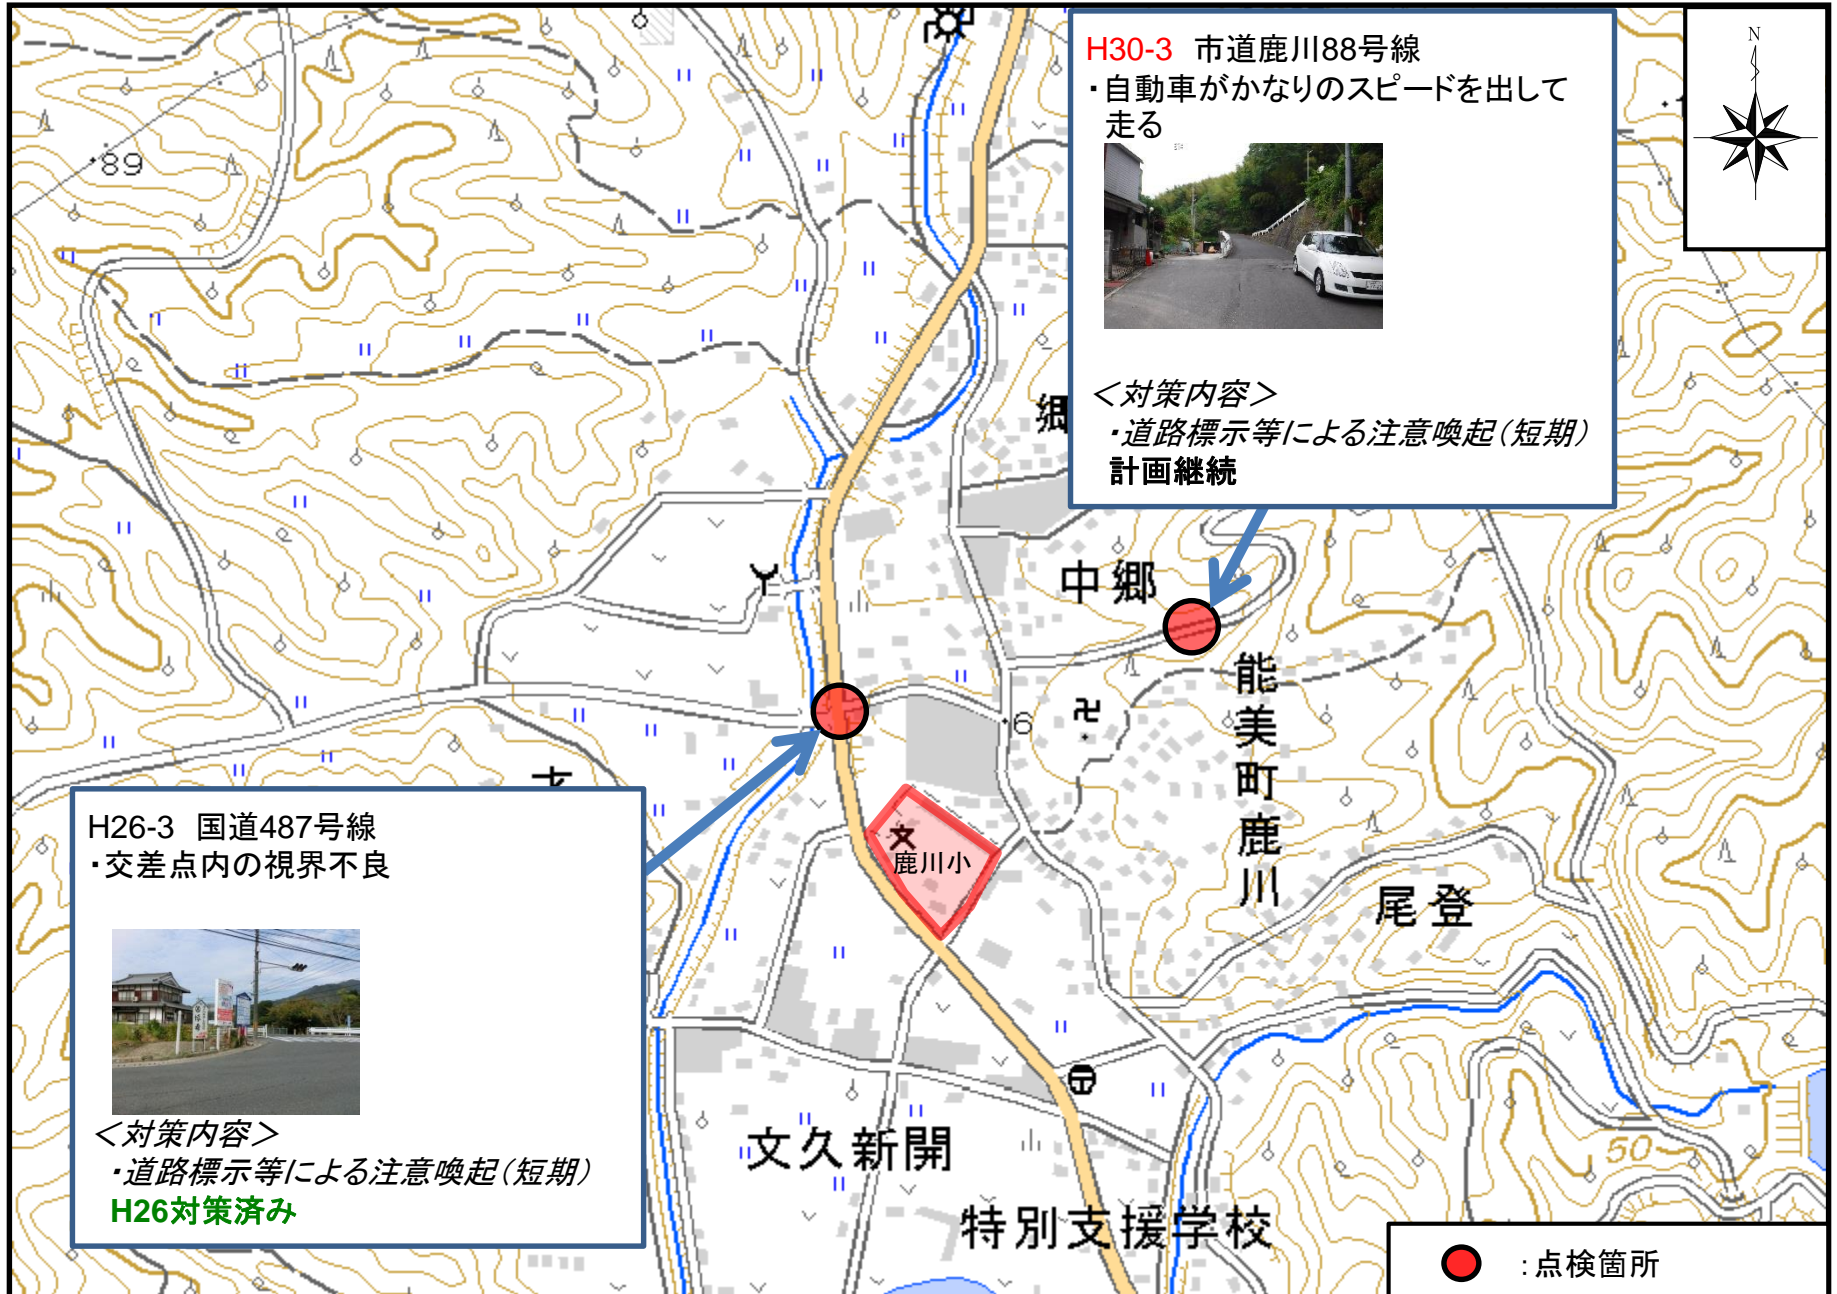 H30-3 市道鹿川88号線
・自動車がかなりのスピードを出して
走る
＜対策内容＞
・道路標示等による注意喚起（短期）
計画継続
N
89
郷
中郷
能美町鹿川
6
尾登
鹿川小
H26-3 国道487号線
・交差点内の視界不良
＜対策内容＞
・道路標示等による注意喚起（短期）
H26対策済み
文久新開
特別支援学校
50
：点検箇所